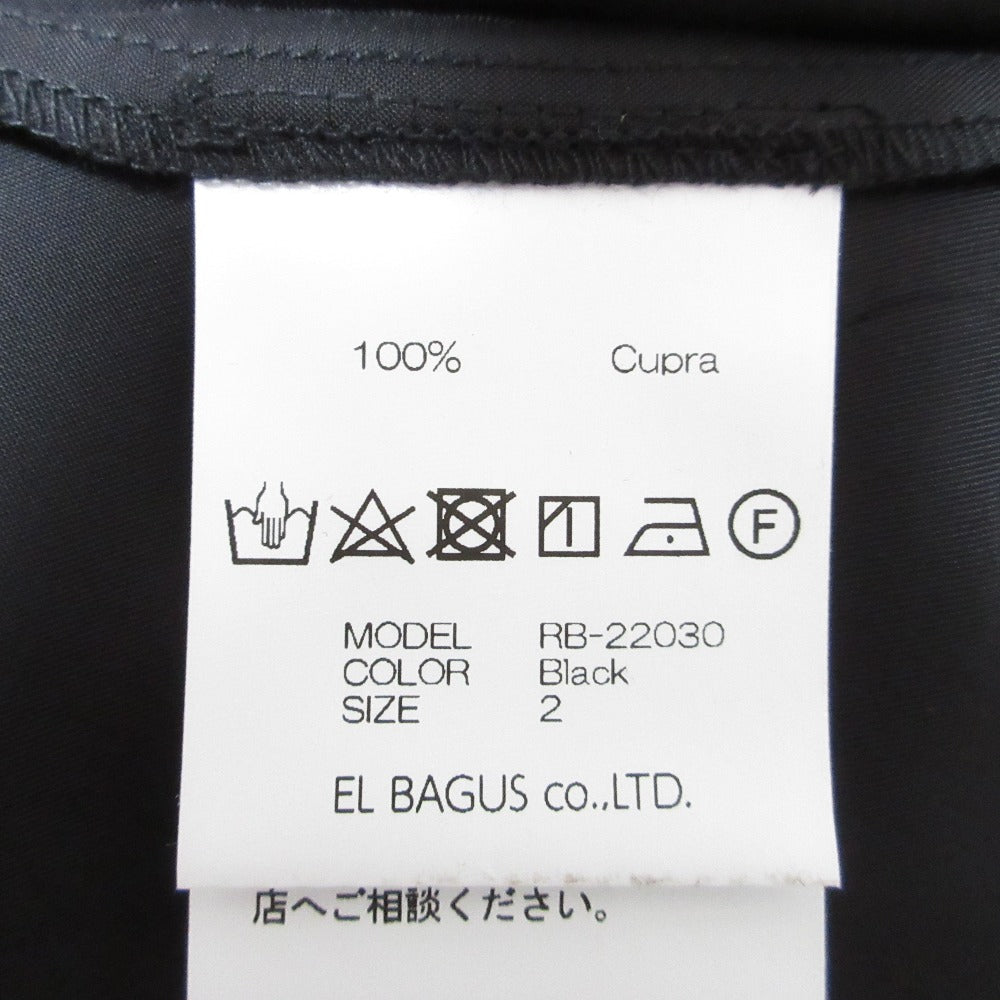 100% Cupra
F
MODEL RB-22030
COLOR Black
SIZE 2
EL BAGUS co.,LTD.
店へご相談ください。